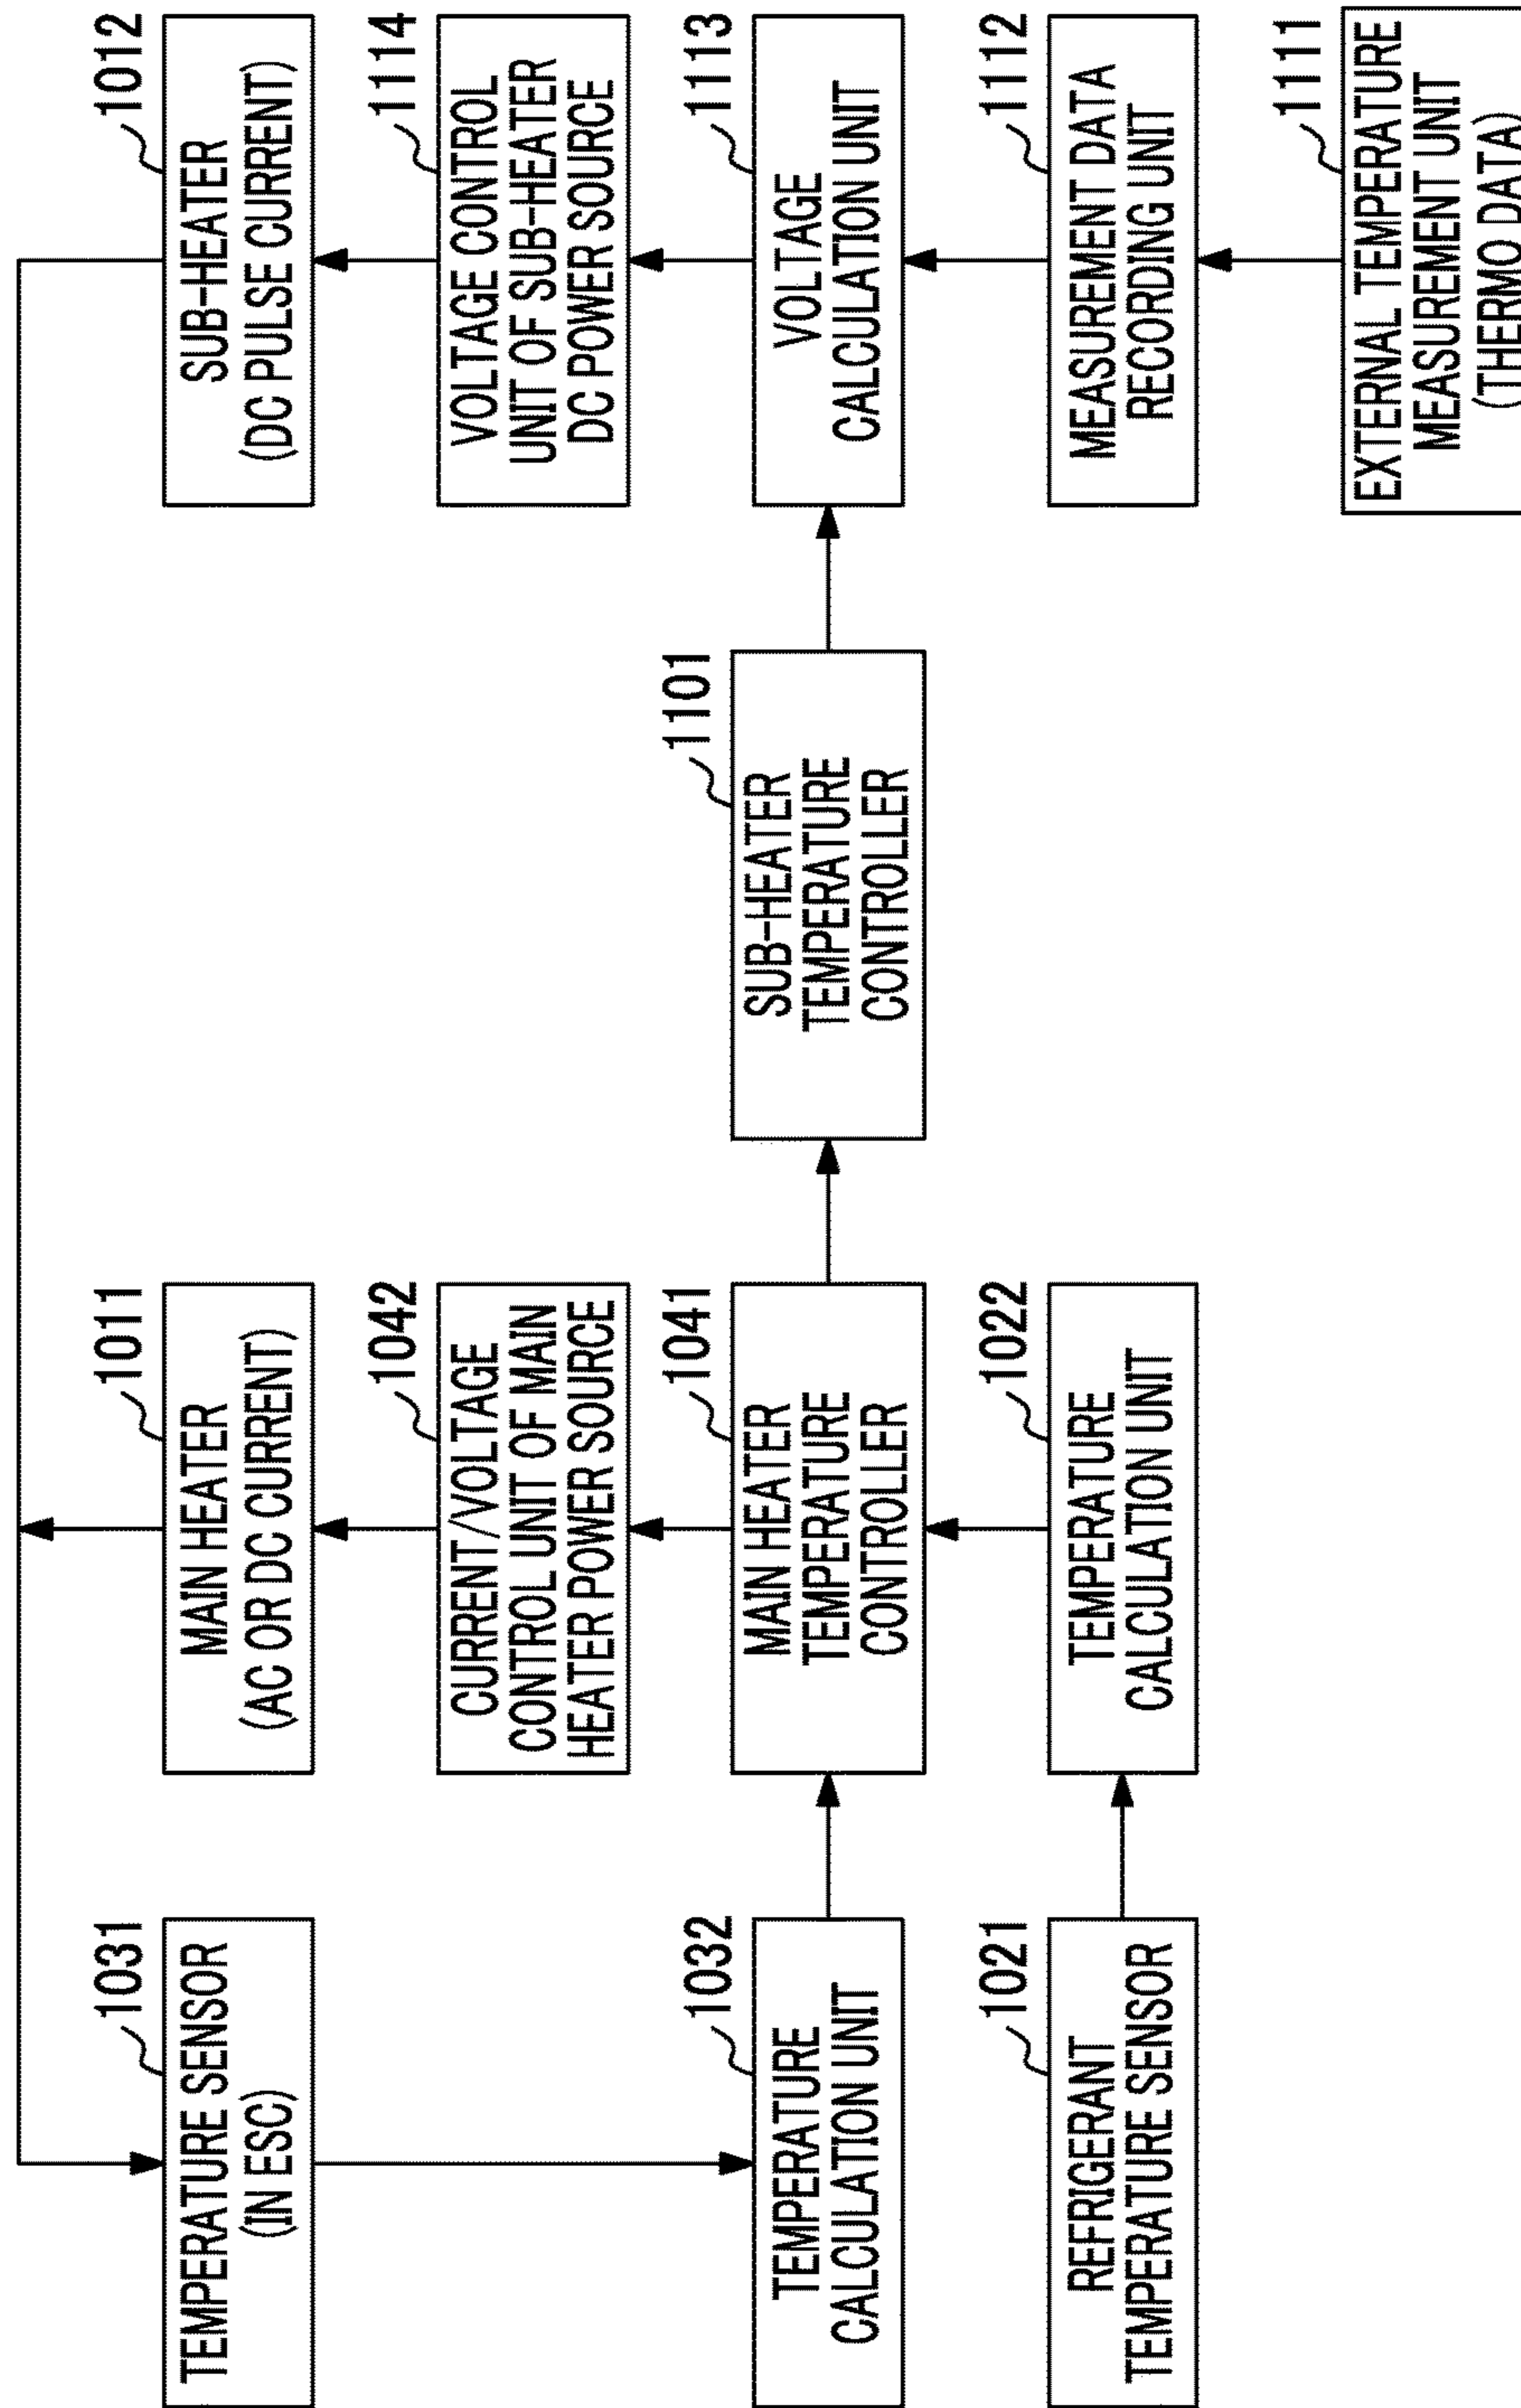 1031
TEMPERATURE SENSOR
(IN ESC)
1032
TEMPERATURE
CALCULATION UNIT
1021
REFRIGERANT
TEMPERATURE SENSOR
1011
MAIN HEATER
(AC OR DC CURRENT)
1042
CURRENT/VOLTAGE
CONTROL UNIT OF MAIN
HEATER POWER SOURCE
1041
MAIN HEATER
TEMPERATURE
CONTROLLER
1022
TEMPERATURE
CALCULATION UNIT
1101
SUB-HEATER
TEMPERATURE
CONTROLLER
1012
SUB-HEATER
(DC PULSE CURRENT)
1114
VOLTAGE CONTROL
UNIT OF SUB-HEATER
DC POWER SOURCE
1113
VOLTAGE
CALCULATION UNIT
1112
MEASUREMENT DATA
RECORDING UNIT
1111
EXTERNAL TEMPERATURE
MEASUREMENT UNIT
(THERMO DATA)